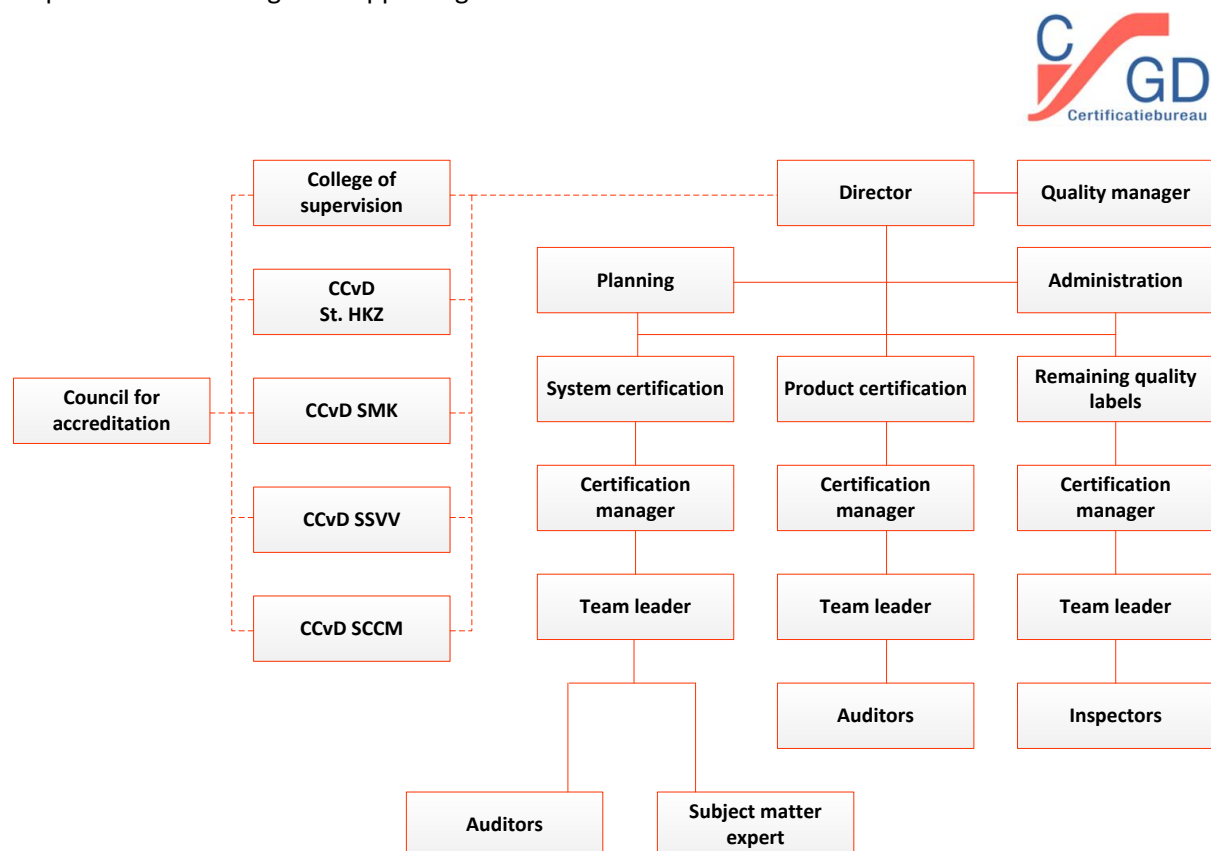 C
GD
Certificatiebureau
College of
supervision
Director
Quality manager
Planning
Administration
CCvD
St. HKZ
System certification
Product certification
Remaining quality
labels
Council for
accreditation
CCvD SMK
Certification
manager
Certification
manager
Certification
manager
CCvD SSVV
Team leader
Team leader
Team leader
CCvD SCCM
Auditors
Inspectors
Auditors
Subject matter
expert